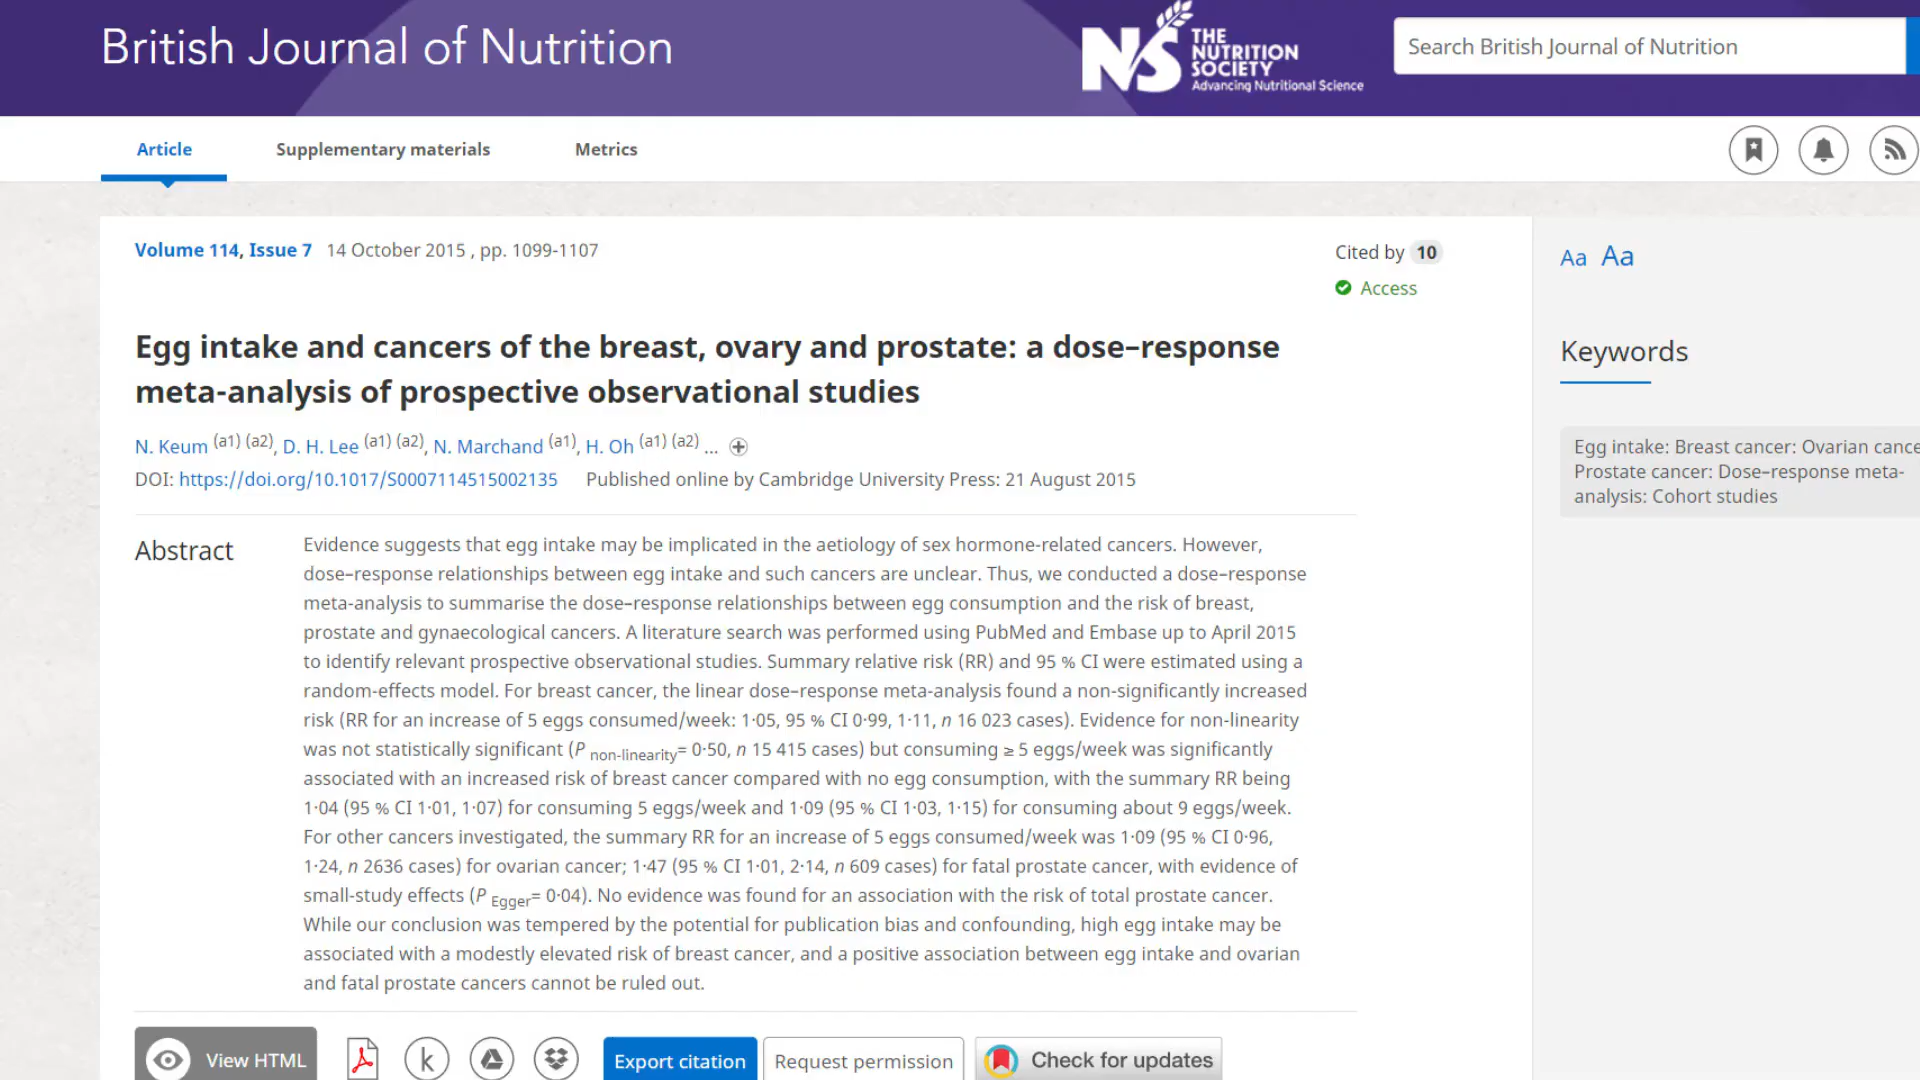 British Journal of Nutrition
NS THE NUTRITION SOCIETY
Advancing Nutritional Science
Search British Journal of Nutrition
Article Supplementary materials Metrics
Volume 114, Issue 7 14 October 2015 , pp. 1099-1107
Cited by 10
Access
Aa Aa
Egg intake and cancers of the breast, ovary and prostate: a dose–response
meta-analysis of prospective observational studies
N. Keum (a1) (a2), D. H. Lee (a1) (a2), N. Marchand (a1), H. Oh (a1) (a2) ...
DOI: https://doi.org/10.1017/S0007114515002135 Published online by Cambridge University Press: 21 August 2015
Abstract
Evidence suggests that egg intake may be implicated in the aetiology of sex hormone-related cancers. However,
dose–response relationships between egg intake and such cancers are unclear. Thus, we conducted a dose–response
meta-analysis to summarise the dose–response relationships between egg consumption and the risk of breast,
prostate and gynaecological cancers. A literature search was performed using PubMed and Embase up to April 2015
to identify relevant prospective observational studies. Summary relative risk (RR) and 95 % CI were estimated using a
random-effects model. For breast cancer, the linear dose–response meta-analysis found a non-significantly increased
risk (RR for an increase of 5 eggs consumed/week: 1·05, 95 % CI 0·99, 1·11, n 16 023 cases). Evidence for non-linearity
was not statistically significant (P non-linearity= 0·50, n 15 415 cases) but consuming ≥ 5 eggs/week was significantly
associated with an increased risk of breast cancer compared with no egg consumption, with the summary RR being
1·04 (95 % CI 1·01, 1·07) for consuming 5 eggs/week and 1·09 (95 % CI 1·03, 1·15) for consuming about 9 eggs/week.
For other cancers investigated, the summary RR for an increase of 5 eggs consumed/week was 1·09 (95 % CI 0·96,
1·24, n 2636 cases) for ovarian cancer; 1·47 (95 % CI 1·01, 2·14, n 609 cases) for fatal prostate cancer, with evidence of
small-study effects (P Egger= 0·04). No evidence was found for an association with the risk of total prostate cancer.
While our conclusion was tempered by the potential for publication bias and confounding, high egg intake may be
associated with a modestly elevated risk of breast cancer, and a positive association between egg intake and ovarian
and fatal prostate cancers cannot be ruled out.
Keywords
Egg intake: Breast cancer: Ovarian cance
Prostate cancer: Dose–response meta-
analysis: Cohort studies
View HTML k Export citation Request permission Check for updates